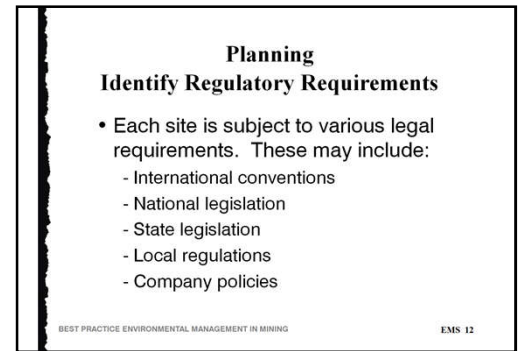 Planning
Identify Regulatory Requirements
• Each site is subject to various legal
requirements.  These may include:
- International conventions
- National legislation
- State legislation
- Local regulations
- Company policies
BEST PRACTICE ENVIRONMENTAL MANAGEMENT IN MINING
EMS 12